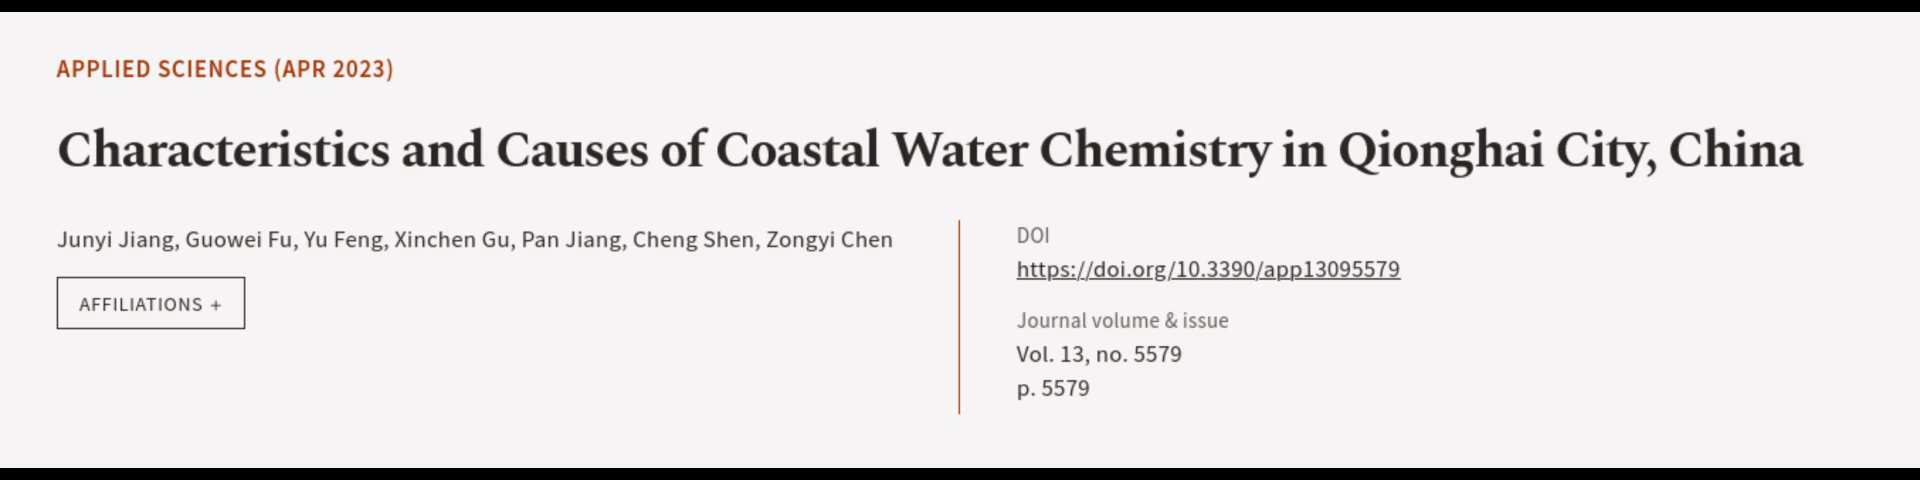 APPLIED SCIENCES (APR 2023)
Characteristics and Causes of Coastal Water Chemistry in Qionghai City, China
Junyi Jiang, Guowei Fu, Yu Feng, Xinchen Gu, Pan Jiang, Cheng Shen, Zongyi Chen
AFFILIATIONS +
DOI
https://doi.org/10.3390/app13095579
Journal volume & issue
Vol. 13, no. 5579
p. 5579